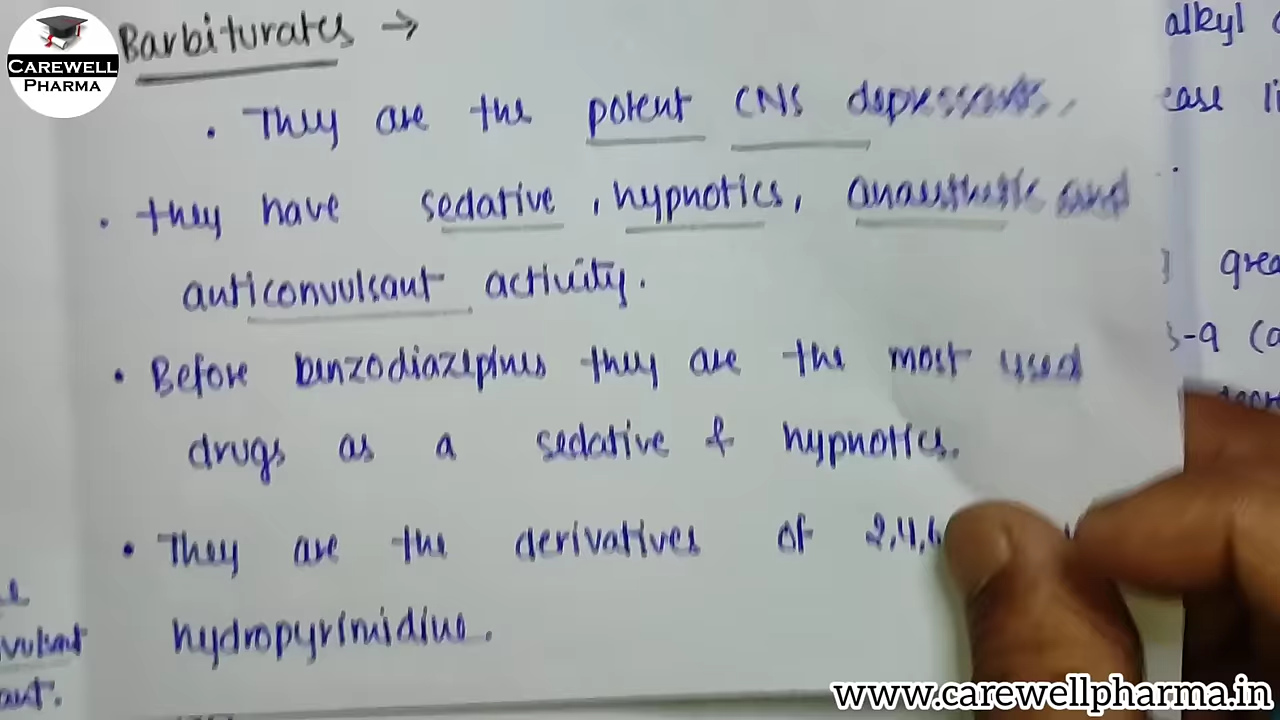 Barbiturates →
CAREWELL
PHARMA
• They are the potent CNS depressants.
• they have sedative, hypnotics, anaesthetic and
anticonvulsant activity.
• Before benzodiazepines they are the most used
drugs as a sedative & hypnotics.
• They are the derivatives of 2,4,6
hydropyrimidine.
alkyl
case
grea
3-9
www.carewellpharma.in